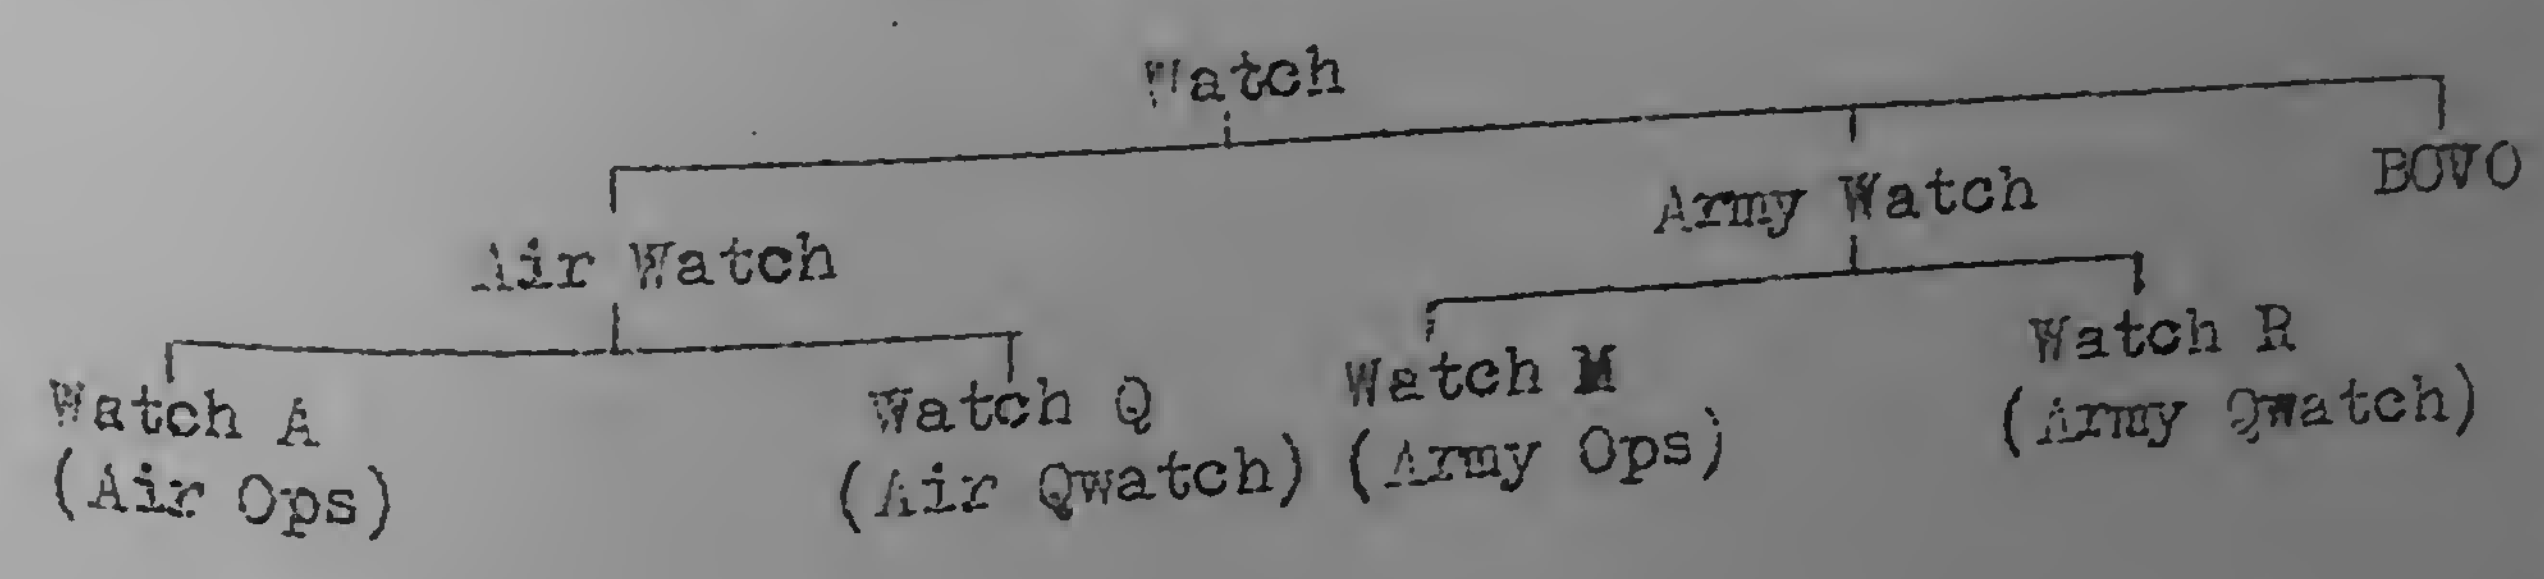 Watch
Air Watch
Army Watch
BOVO
Watch A
(Air Ops)
Watch Q
(Air Qwatch)
Watch M
(Army Ops)
Watch R
(Army Qwatch)